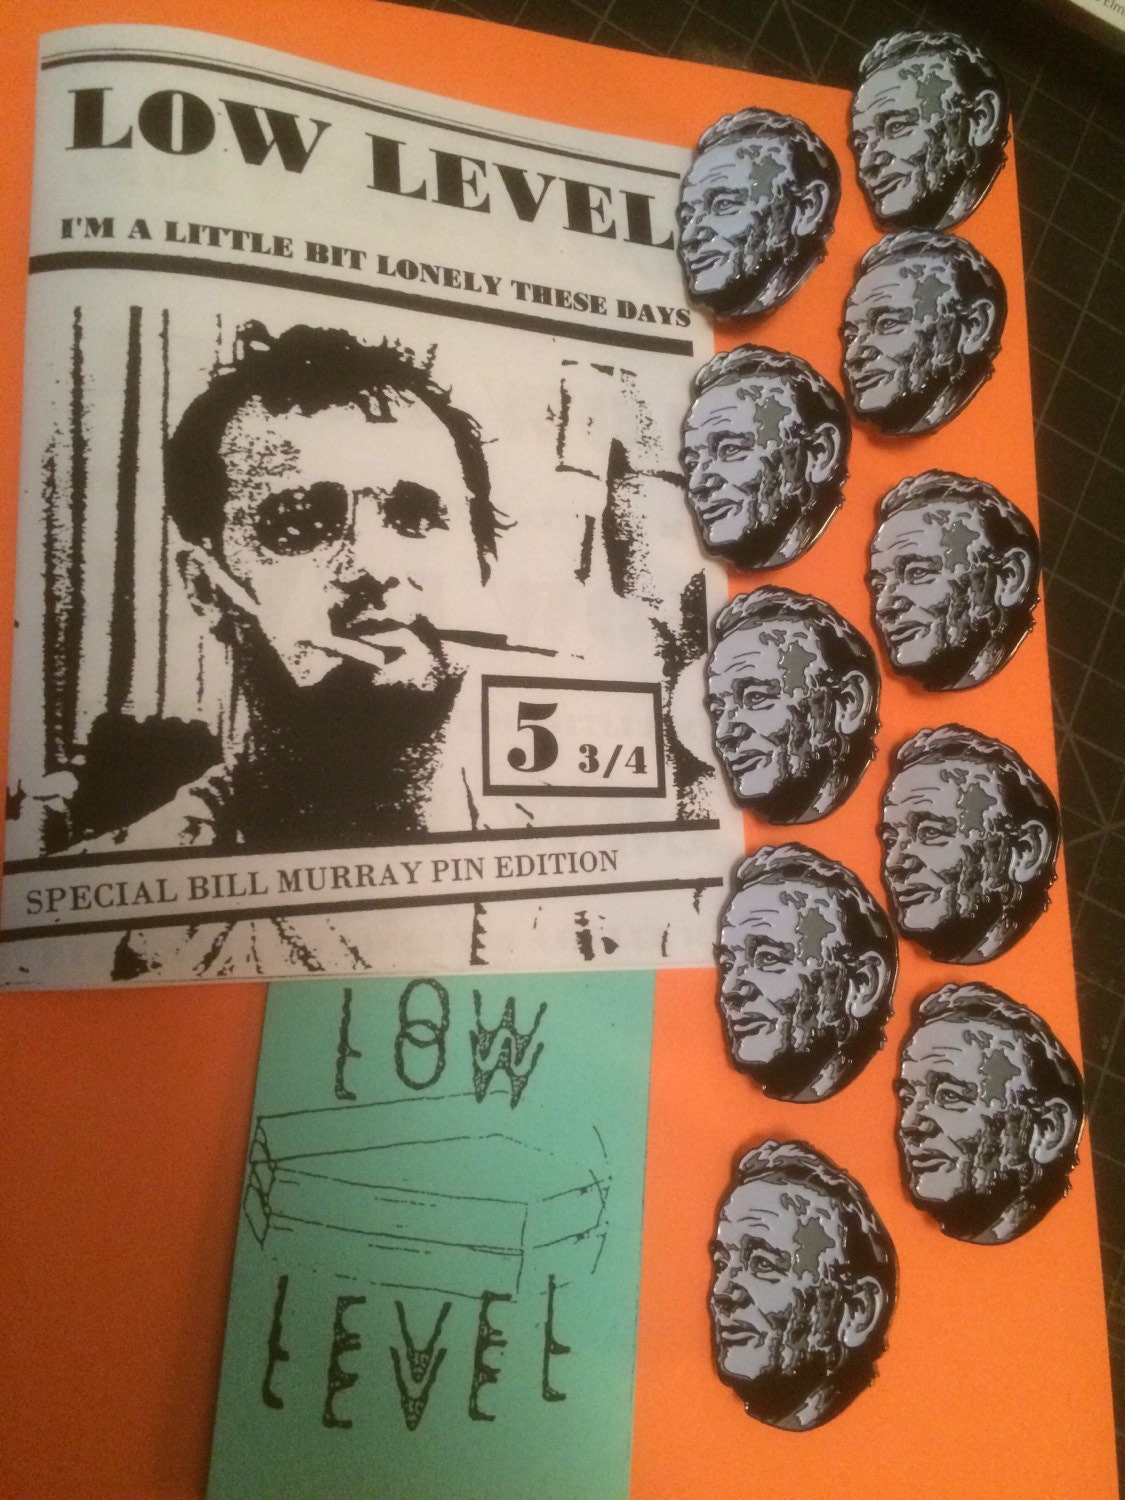 LOW LEVEL
I'M A LITTLE BIT LONELY THESE DAYS
5 3/4
SPECIAL BILL MURRAY PIN EDITION
LOW
LEVEL